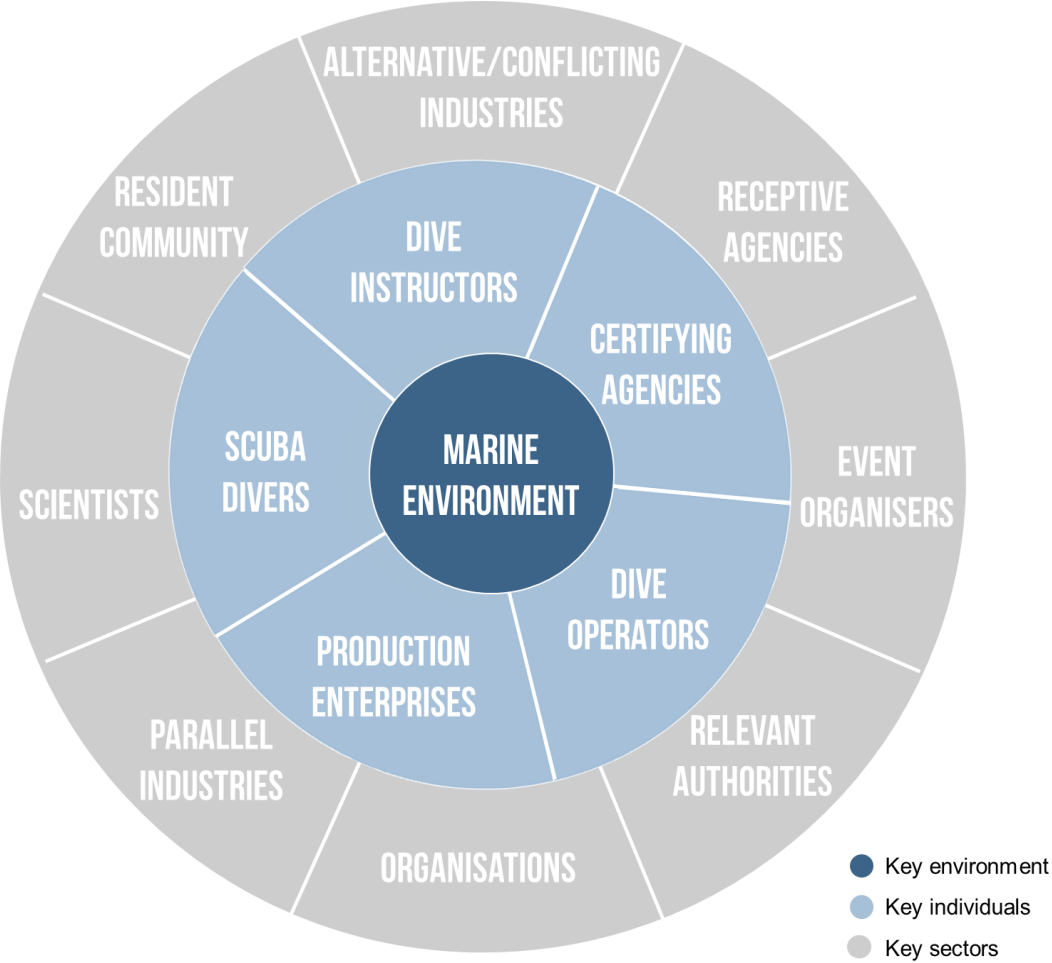 ALTERNATIVE/CONFLICTING
INDUSTRIES
RESIDENT
COMMUNITY
RECEPTIVE
AGENCIES
DIVE
INSTRUCTORS
CERTIFYING
AGENCIES
SCUBA
DIVERS
MARINE
ENVIRONMENT
EVENT
ORGANISERS
SCIENTISTS
DIVE
OPERATORS
PRODUCTION
ENTERPRISES
PARALLEL
INDUSTRIES
RELEVANT
AUTHORITIES
ORGANISATIONS
Key environment
Key individuals
Key sectors